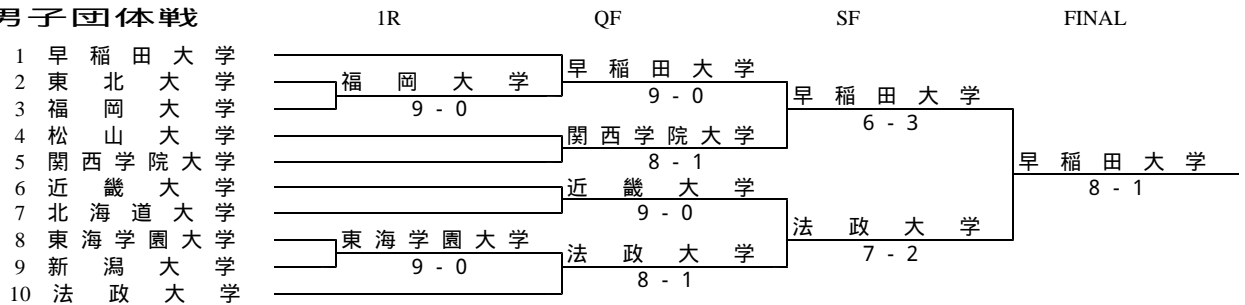 男子団体戦 1R QF SF FINAL
1 早稲田大学
2 東北大学
3 福岡大学
4 松山大学
5 関西学院大学
6 近畿大学
7 北海道大学
8 東海学園大学
9 新潟大学
10 法政大学
福岡大学
9 - 0
東海学園大学
9 - 0
早稲田大学
9 - 0
関西学院大学
8 - 1
近畿大学
9 - 0
法政大学
8 - 1
早稲田大学
6 - 3
法政大学
7 - 2
早稲田大学
8 - 1